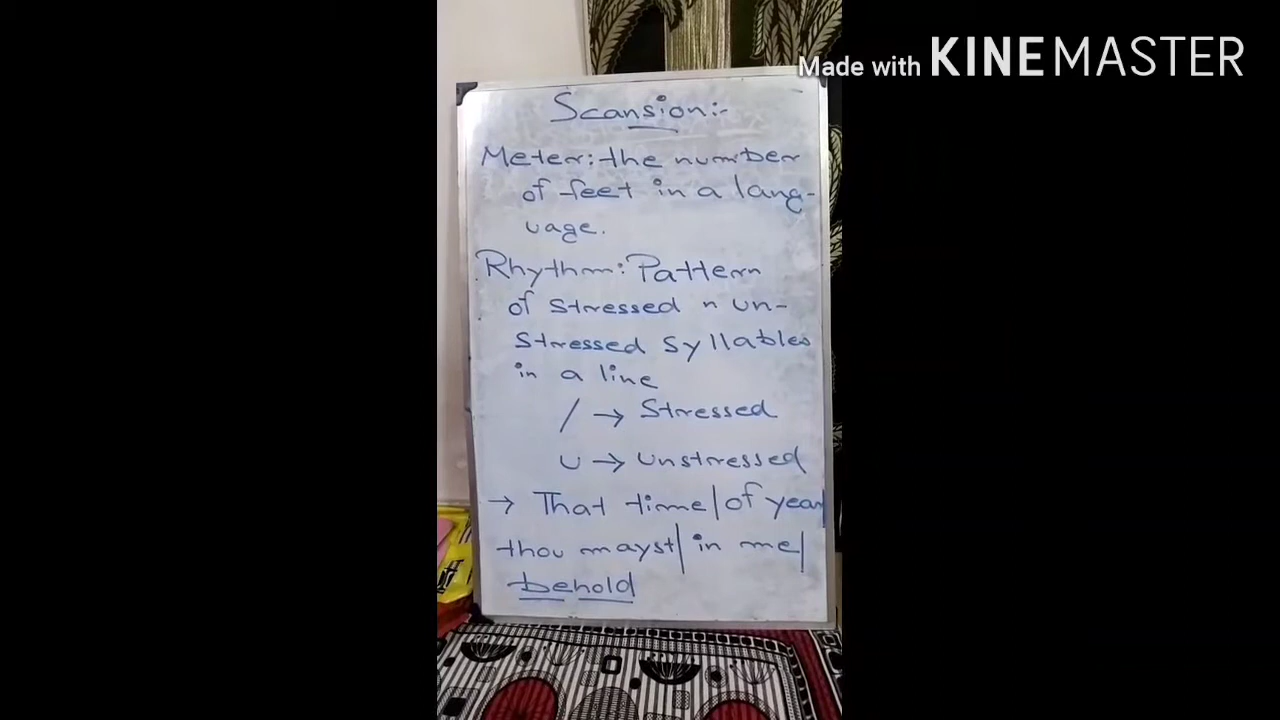 Made with KINEMASTER
Scansion:-
Meter: the number
of feet in a lang-
uage.
Rhythm: Pattern
of stressed n un-
stressed syllables
in a line
/ → Stressed
u → unstressed
→ That time/of year/
thou mayst/ in me/
behold